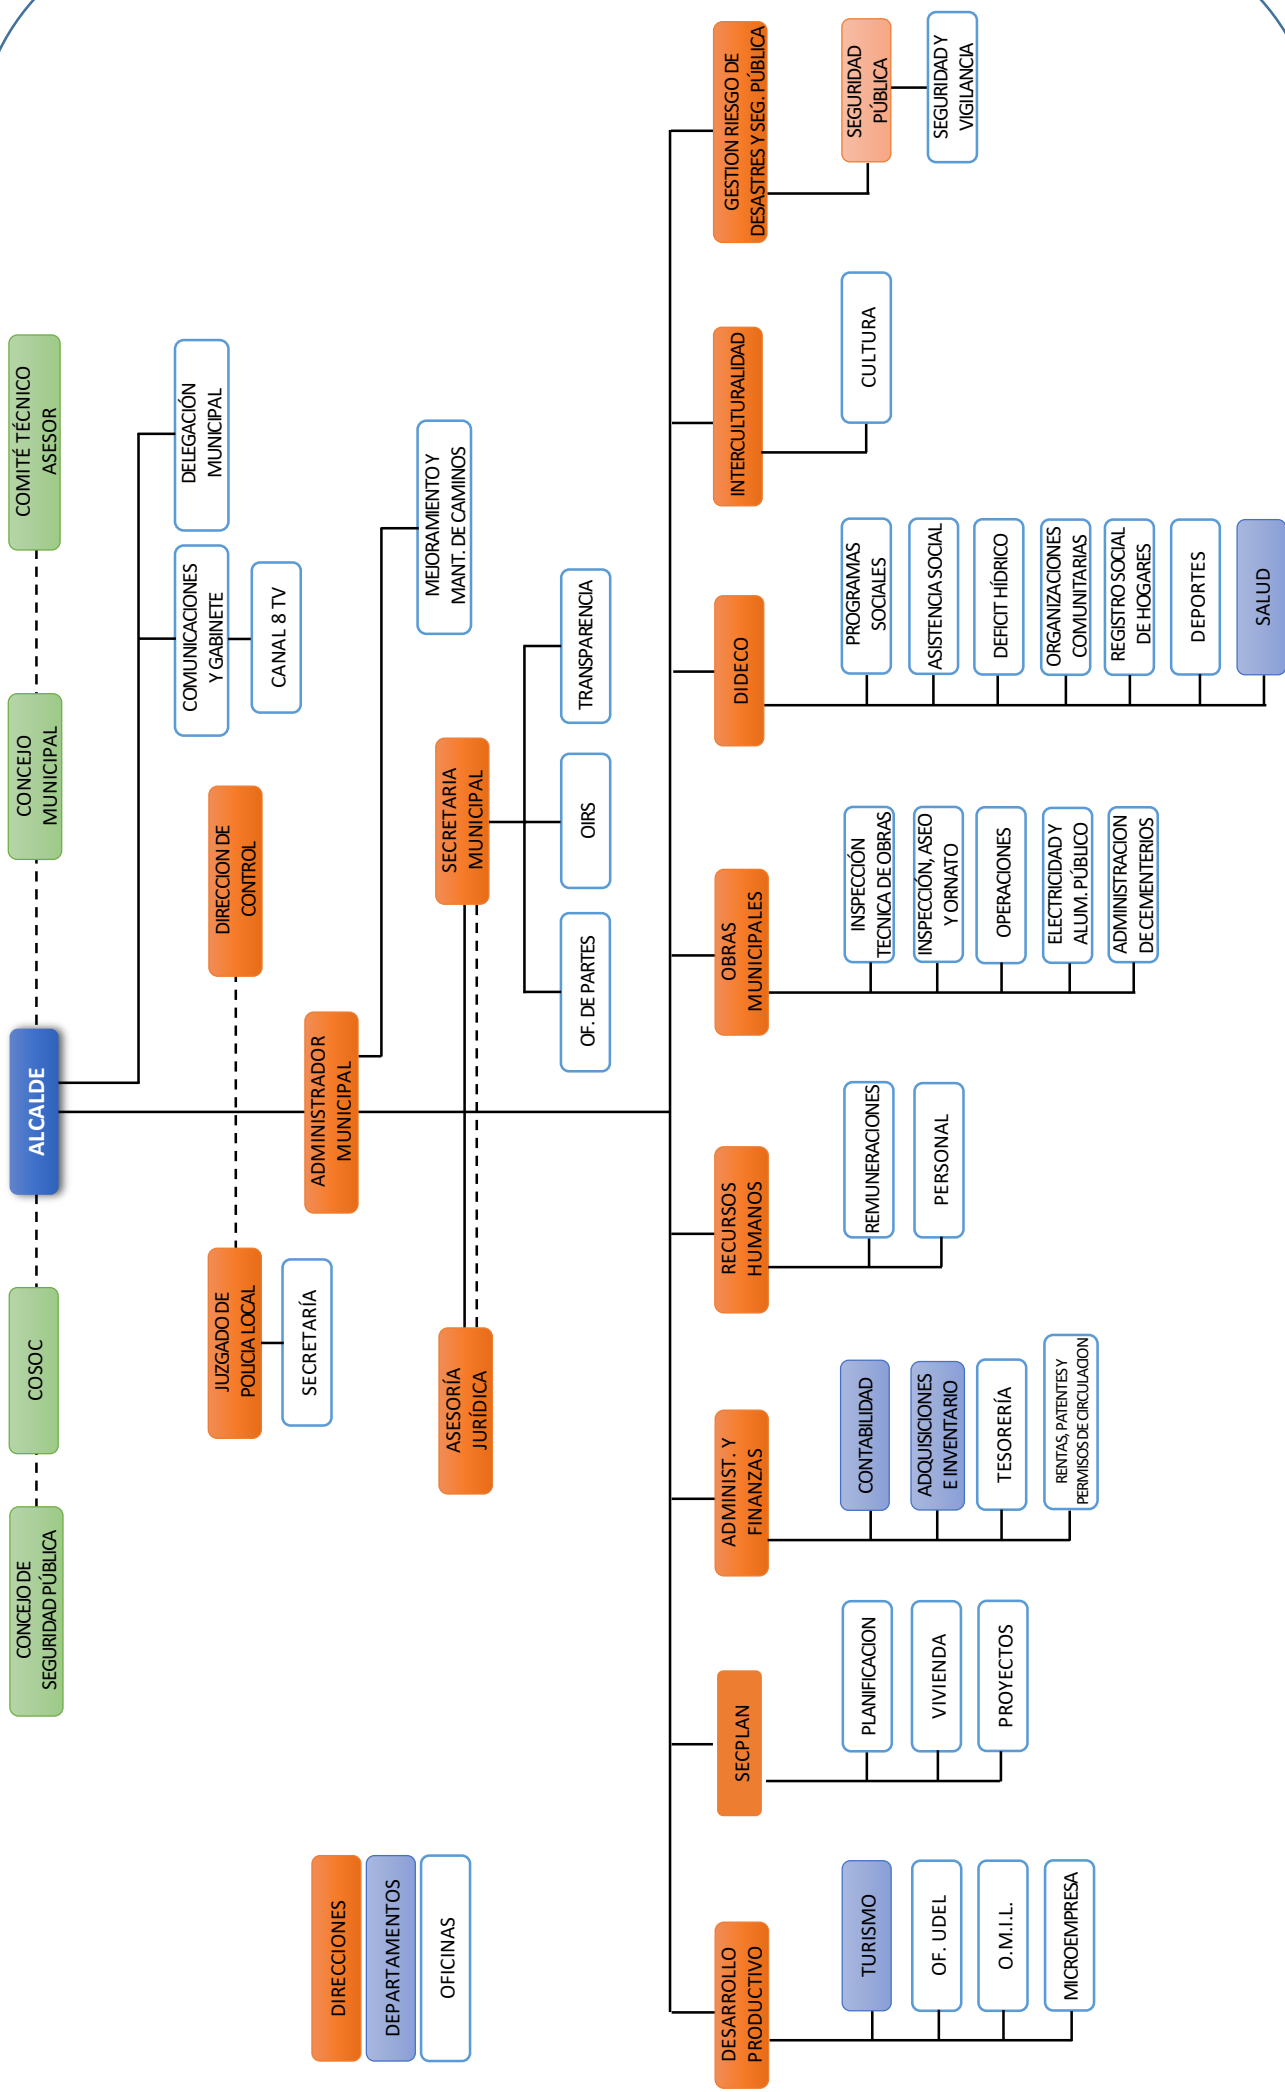 CONCEJO DE
SEGURIDAD PÚBLICA
COSOC
ALCALDE
CONCEJO
MUNICIPAL
COMITÉ TÉCNICO
ASESOR
COMUNICACIONES
Y GABINETE
DELEGACIÓN
MUNICIPAL
CANAL 8 TV
JUZGADO DE
POLICIA LOCAL
DIRECCION DE
CONTROL
SECRETARÍA
ADMINISTRADOR
MUNICIPAL
MEJORAMIENTO Y
MANT. DE CAMINOS
ASESORÍA
JURÍDICA
SECRETARIA
MUNICIPAL
OF. DE PARTES
OIRS
TRANSPARENCIA
DIRECCIONES
DEPARTAMENTOS
OFICINAS
DESARROLLO
PRODUCTIVO
TURISMO
OF. UDEL
O.M.I.L.
MICROEMPRESA
SECPLAN
PLANIFICACION
VIVIENDA
PROYECTOS
ADMINIST. Y
FINANZAS
CONTABILIDAD
ADQUISICIONES
E INVENTARIO
TESORERÍA
RENTAS, PATENTES Y
PERMISOS DE CIRCULACION
RECURSOS
HUMANOS
REMUNERACIONES
PERSONAL
OBRAS
MUNICIPALES
INSPECCIÓN
TECNICA DE OBRAS
INSPECCIÓN, ASEO
Y ORNATO
OPERACIONES
ELECTRICIDAD Y
ALUM. PÚBLICO
ADMINISTRACION
DE CEMENTERIOS
DIDECO
PROGRAMAS
SOCIALES
ASISTENCIA SOCIAL
DEFICIT HÍDRICO
ORGANIZACIONES
COMUNITARIAS
REGISTRO SOCIAL
DE HOGARES
DEPORTES
SALUD
INTERCULTURALIDAD
CULTURA
GESTION RIESGO DE
DESASTRES Y SEG. PÚBLICA
SEGURIDAD
PÚBLICA
SEGURIDAD Y
VIGILANCIA